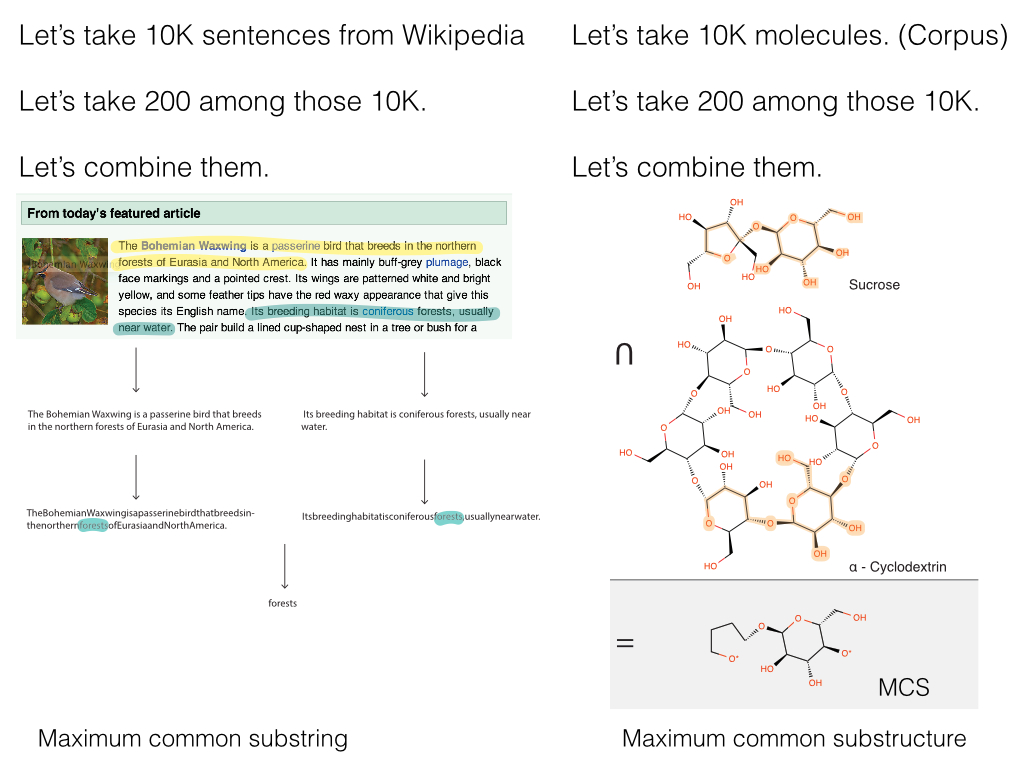 Let's take 10K sentences from Wikipedia
Let's take 200 among those 10K.
Let's combine them.
From today's featured article
Bohemian Waxwin
The Bohemian Waxwing is a passerine bird that breeds in the northern
forests of Eurasia and North America. It has mainly buff-grey plumage, black
face markings and a pointed crest. Its wings are patterned white and bright
yellow, and some feather tips have the red waxy appearance that give this
species its English name. Its breeding habitat is coniferous forests, usually
near water. The pair build a lined cup-shaped nest in a tree or bush for a
The Bohemian Waxwing is a passerine bird that breeds
in the northern forests of Eurasia and North America.
Its breeding habitat is coniferous forests, usually near
water.
TheBohemianWaxwingisapasserinebirdthatbreedsin-
thenorthernforestsofEurasiaandNorthAmerica.
Itsbreedinghabitatisconiferousforests,usuallynearwater.
forests
Maximum common substring
Let's take 10K molecules. (Corpus)
Let's take 200 among those 10K.
Let's combine them.
OH
HO
O
O
OH
O
OH
HO
HO
OH
OH
Sucrose
∩
HO
OH
HO
O
O
O
HO
OH
OH
O
O
OH
HO
OH
O
O
HO
OH
OH
HO
HO
O
O
OH
O
O
O
OH
OH
HO
α - Cyclodextrin
=
O
O
OH
O*
O*
HO
OH
MCS
Maximum common substructure